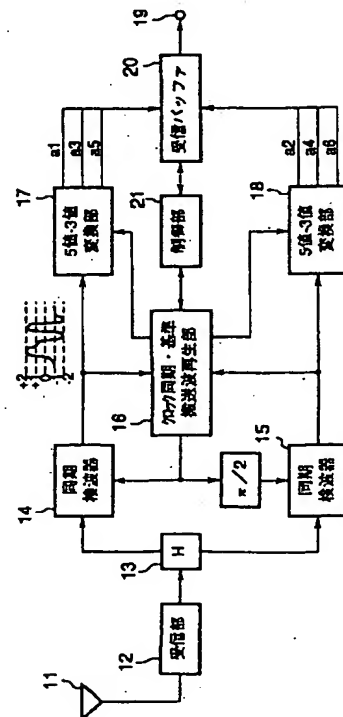 11
12
受信部
13
H
14
同期
検波器
15
同期
検波器
π/2
16
クロック同期・基準
搬送波再生部
+2
+1
-2
17
5値-3値
変換部
a1
a3
a5
18
5値-3値
変換部
a2
a4
a6
21
制御部
20
受信バッファ
19